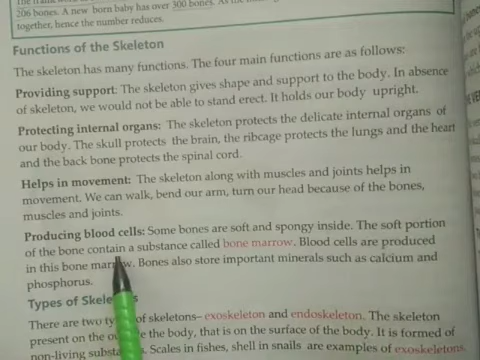 206 bones. A new born baby has over 300 bones. As the
together, hence the number reduces.
Functions of the Skeleton
The skeleton has many functions. The four main functions are as follows:
Providing support: The skeleton gives shape and support to the body. In absence
of skeleton, we would not be able to stand erect. It holds our body upright.
Protecting internal organs: The skeleton protects the delicate internal organs of
our body. The skull protects the brain, the ribcage protects the lungs and the heart
and the back bone protects the spinal cord.
Helps in movement: The skeleton along with muscles and joints helps in
movement. We can walk, bend our arm, turn our head because of the bones,
muscles and joints.
Producing blood cells: Some bones are soft and spongy inside. The soft portion
of the bone contain a substance called bone marrow. Blood cells are produced
in this bone marrow. Bones also store important minerals such as calcium and
phosphorus.
Types of Skele s
There are two ty of skeletons– exoskeleton and endoskeleton. The skeleton
present on the o e the body, that is on the surface of the body. It is formed of
non-living subst . Scales in fishes, shell in snails are examples of exoskeletons.